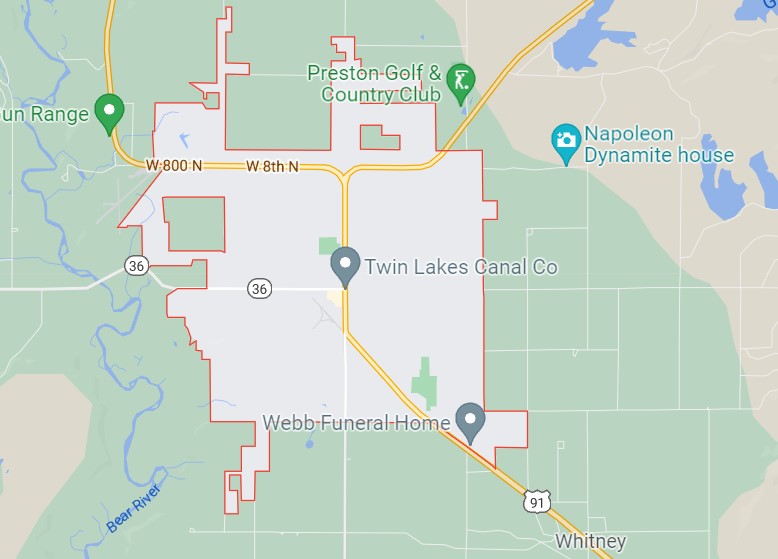 Preston Golf &
Country Club
un Range
Napoleon
Dynamite house
W 800 N
W 8th N
36
Twin Lakes Canal Co
36
Webb Funeral Home
Bear River
91
Whitney